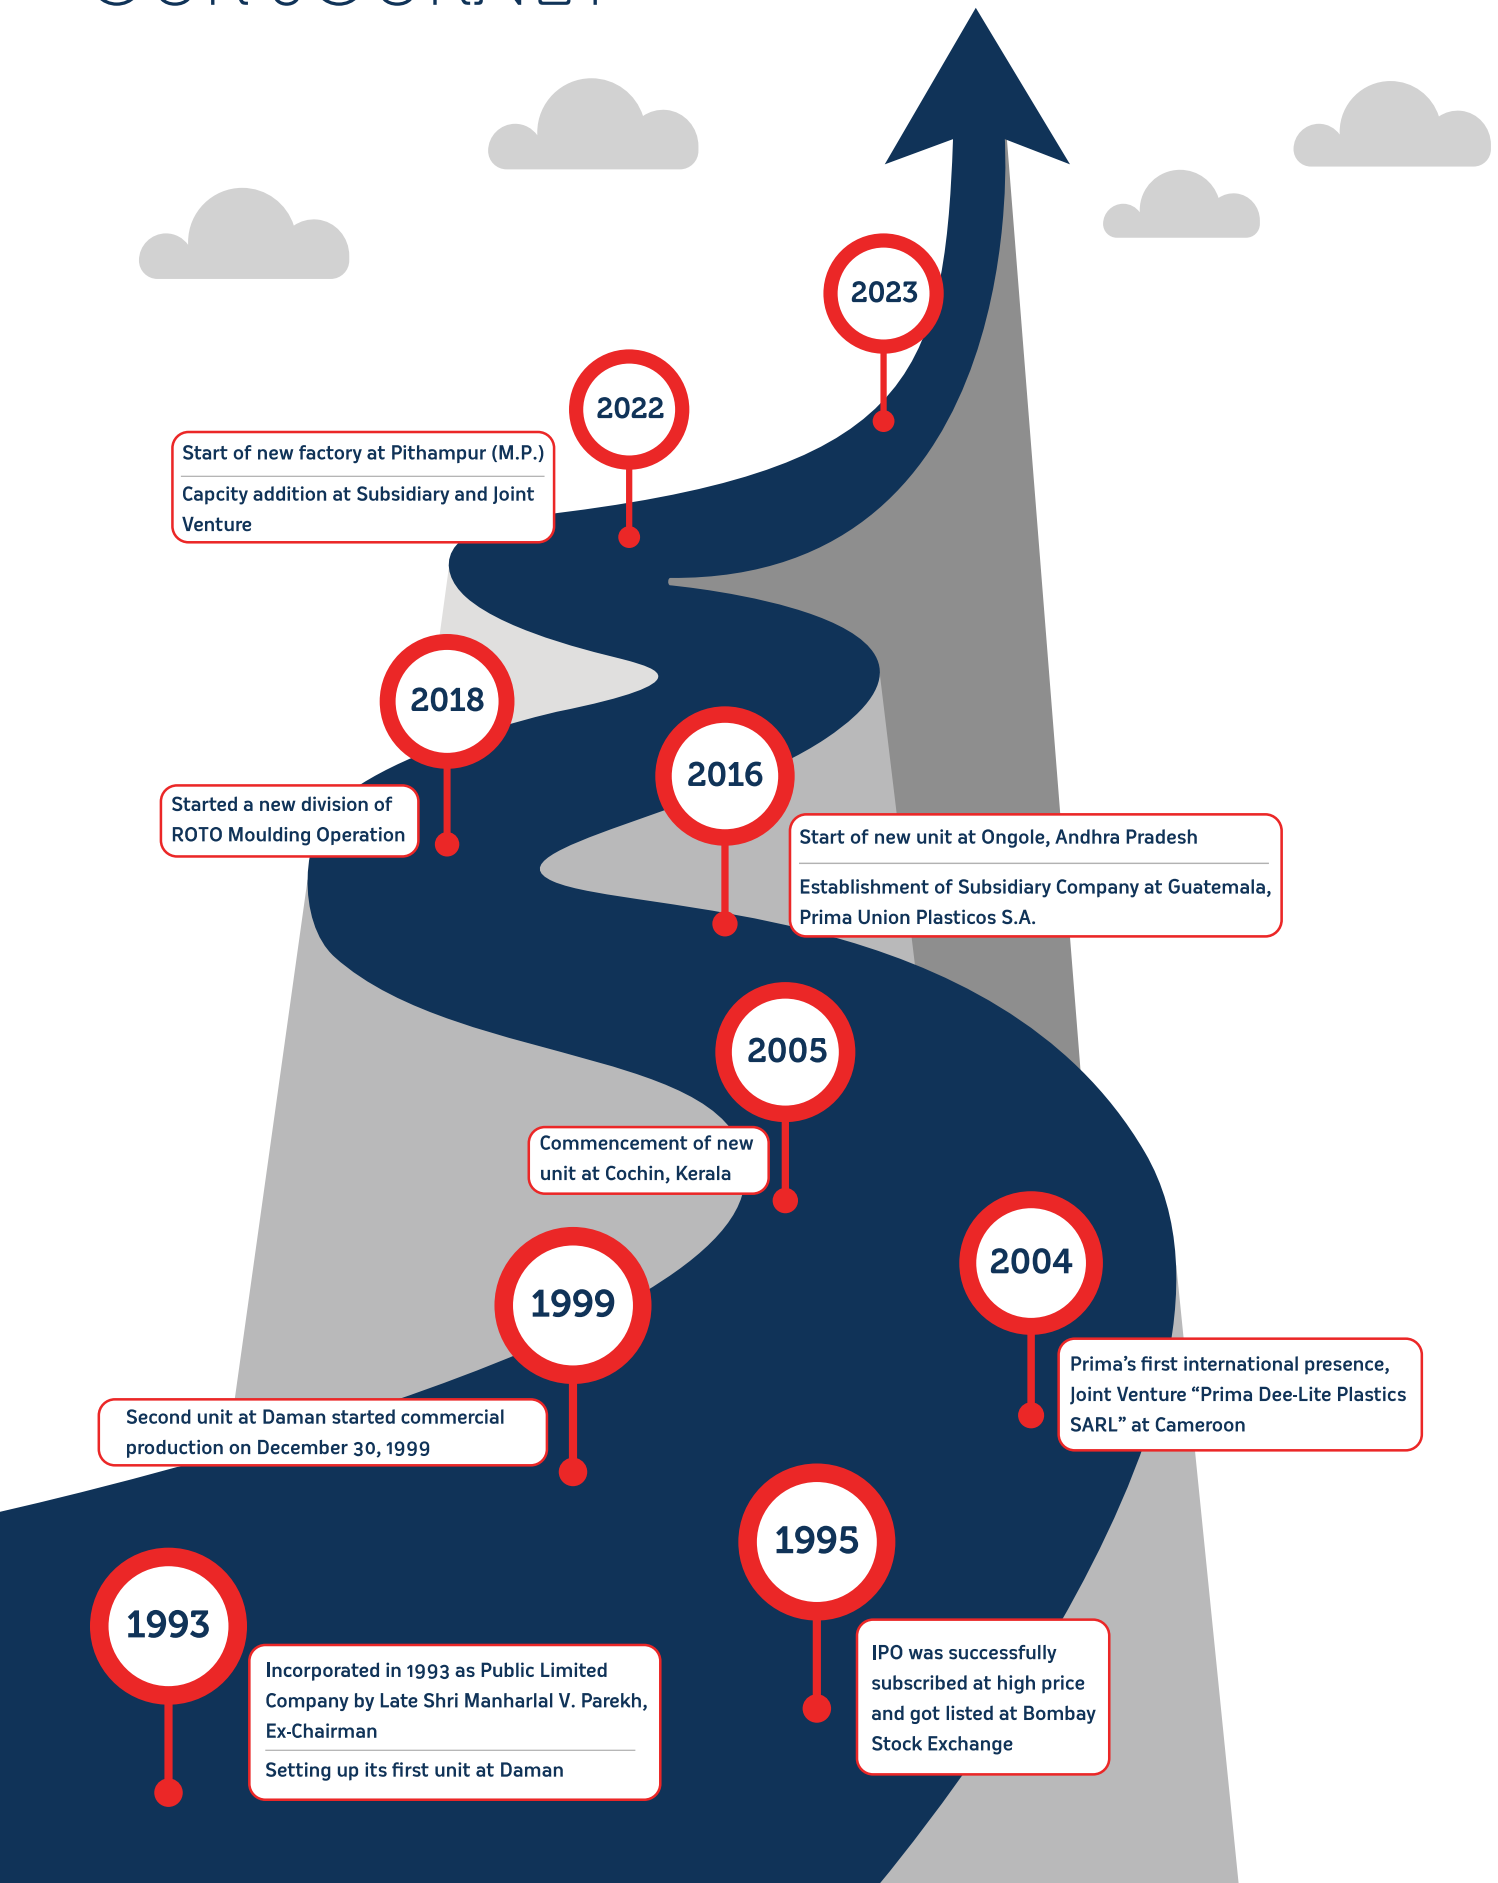 OUR JOURNEY
2023
2022
Start of new factory at Pithampur (M.P.)
Capcity addition at Subsidiary and Joint
Venture
2018
Started a new division of
ROTO Moulding Operation
2016
Start of new unit at Ongole, Andhra Pradesh
Establishment of Subsidiary Company at Guatemala,
Prima Union Plasticos S.A.
2005
Commencement of new
unit at Cochin, Kerala
2004
Prima’s first international presence,
Joint Venture “Prima Dee-Lite Plastics
SARL” at Cameroon
1999
Second unit at Daman started commercial
production on December 30, 1999
1995
IPO was successfully
subscribed at high price
and got listed at Bombay
Stock Exchange
1993
Incorporated in 1993 as Public Limited
Company by Late Shri Manharlal V. Parekh,
Ex-Chairman
Setting up its first unit at Daman